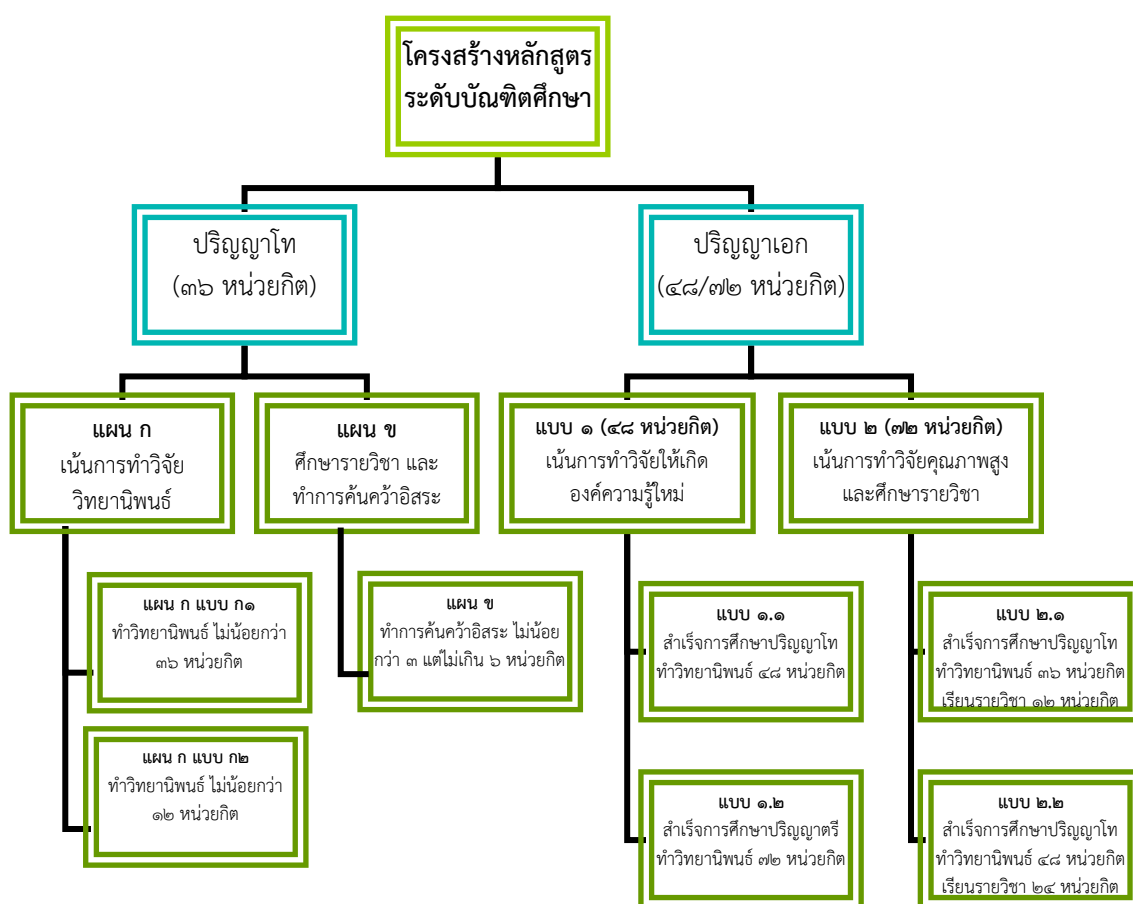 โครงสร้างหลักสูตร
ระดับบัณฑิตศึกษา
ปริญญาโท
(๓๖ หน่วยกิต)
ปริญญาเอก
(๔๘/๗๒ หน่วยกิต)
แผน ก
เน้นการทำวิจัย
วิทยานิพนธ์
แผน ข
ศึกษารายวิชา และ
ทำการค้นคว้าอิสระ
แบบ ๑ (๔๘ หน่วยกิต)
เน้นการทำวิจัยให้เกิด
องค์ความรู้ใหม่
แบบ ๒ (๗๒ หน่วยกิต)
เน้นการทำวิจัยคุณภาพสูง
และศึกษารายวิชา
แผน ก แบบ ก๑
ทำวิทยานิพนธ์ ไม่น้อยกว่า
๓๖ หน่วยกิต
แผน ก แบบ ก๒
ทำวิทยานิพนธ์ ไม่น้อยกว่า
๑๒ หน่วยกิต
แผน ข
ทำการค้นคว้าอิสระ ไม่น้อย
กว่า ๓ แต่ไม่เกิน ๖ หน่วยกิต
แบบ ๑.๑
สำเร็จการศึกษาปริญญาโท
ทำวิทยานิพนธ์ ๔๘ หน่วยกิต
แบบ ๑.๒
สำเร็จการศึกษาปริญญาตรี
ทำวิทยานิพนธ์ ๗๒ หน่วยกิต
แบบ ๒.๑
สำเร็จการศึกษาปริญญาโท
ทำวิทยานิพนธ์ ๓๖ หน่วยกิต
เรียนรายวิชา ๑๒ หน่วยกิต
แบบ ๒.๒
สำเร็จการศึกษาปริญญาโท
ทำวิทยานิพนธ์ ๔๘ หน่วยกิต
เรียนรายวิชา ๒๔ หน่วยกิต